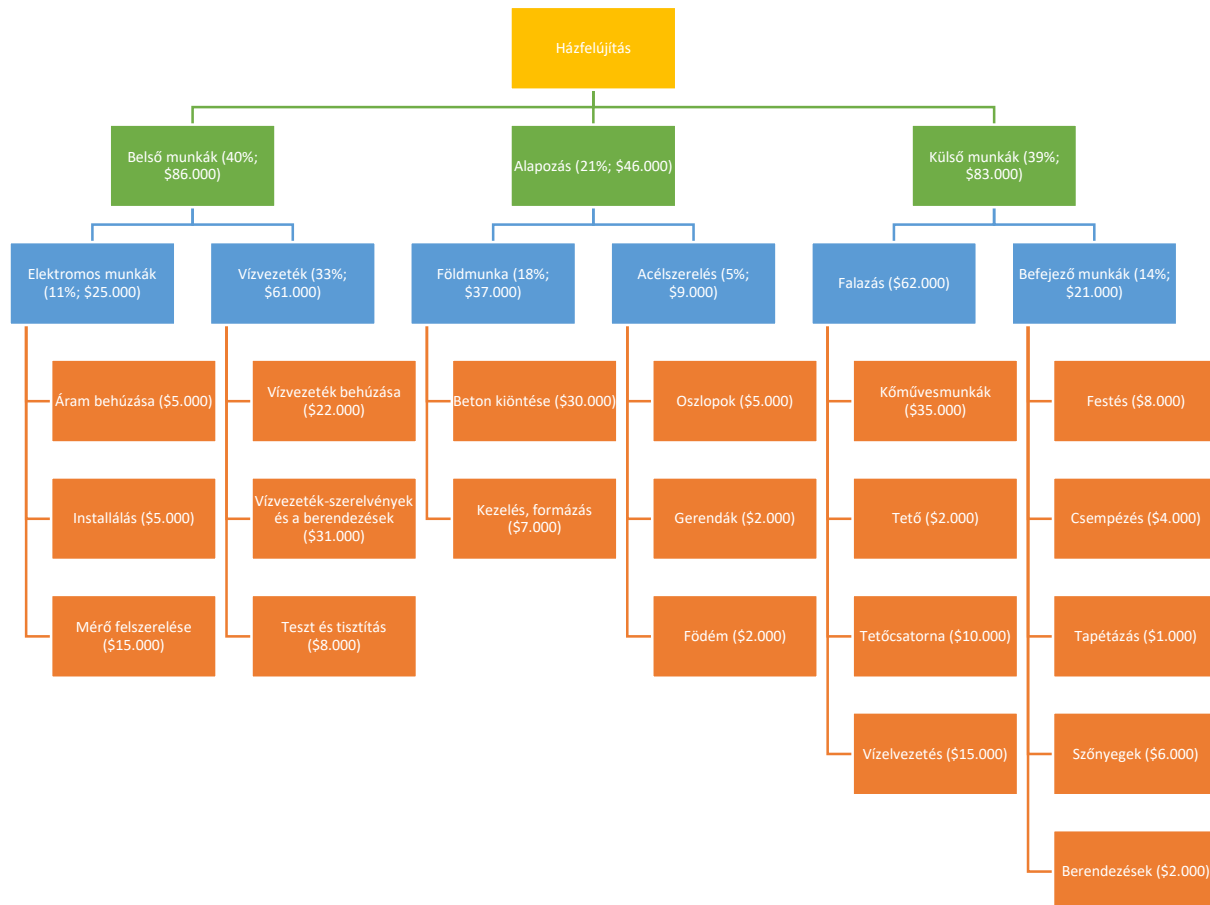 Házfelújítás
Belső munkák (40%;
$86.000)
Alapozás (21%; $46.000)
Külső munkák (39%;
$83.000)
Elektromos munkák
(11%; $25.000)
Vízvezeték (33%;
$61.000)
Földmunka (18%;
$37.000)
Acélszerelés (5%;
$9.000)
Falazás ($62.000)
Befejező munkák (14%;
$21.000)
Áram behúzása ($5.000)
Vízvezeték behúzása
($22.000)
Beton kiöntése ($30.000)
Oszlopok ($5.000)
Kőművesmunkák
($35.000)
Festés ($8.000)
Installálás ($5.000)
Vízvezeték-szerelvények
és a berendezések
($31.000)
Kezelés, formázás
($7.000)
Gerendák ($2.000)
Tető ($2.000)
Csempézés ($4.000)
Mérő felszerelése
($15.000)
Teszt és tisztítás
($8.000)
Födém ($2.000)
Tetőcsatorna ($10.000)
Tapétázás ($1.000)
Vízelvezetés ($15.000)
Szőnyegek ($6.000)
Berendezések ($2.000)